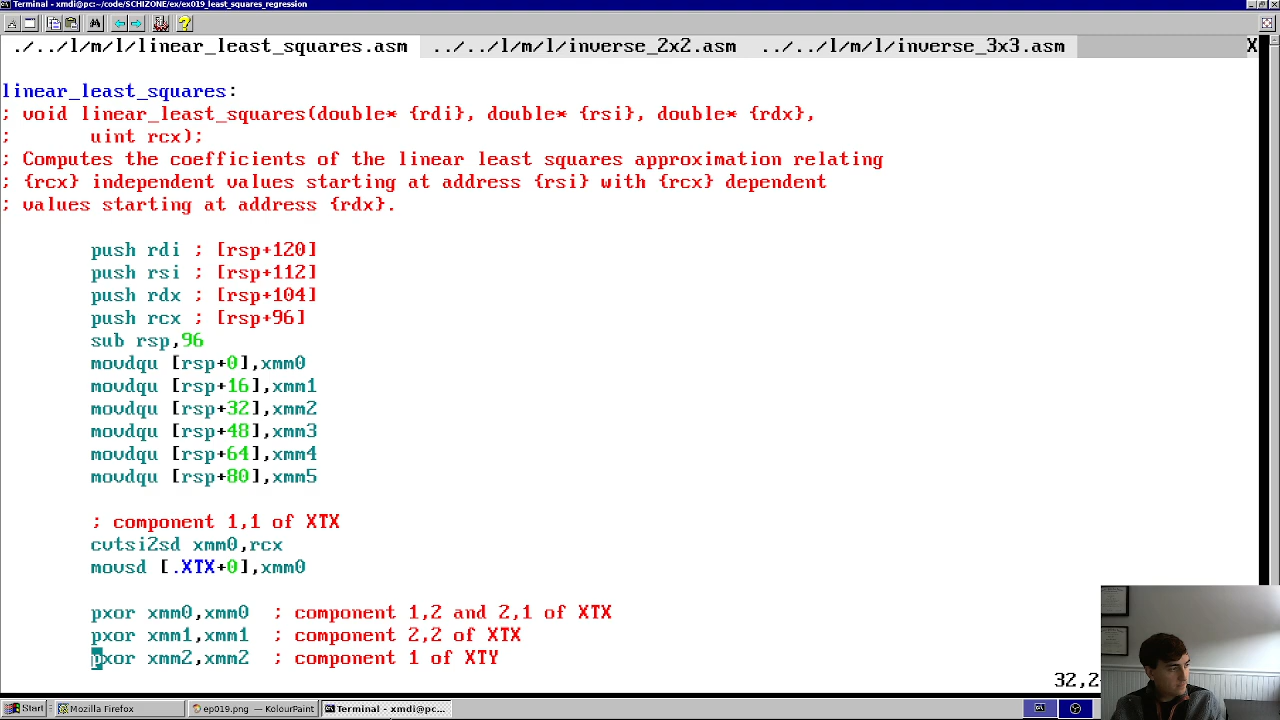 Terminal - xmdi@pc:~/code/SCHIZONE/ex/ex019_least_squares_regression
./../l/m/l/linear_least_squares.asm ../../l/m/l/inverse_2x2.asm ../../l/m/l/inverse_3x3.asm X
linear_least_squares:
; void linear_least_squares(double* {rdi}, double* {rsi}, double* {rdx},
; uint rcx);
; Computes the coefficients of the linear least squares approximation relating
; {rcx} independent values starting at address {rsi} with {rcx} dependent
; values starting at address {rdx}.
push rdi ; [rsp+120]
push rsi ; [rsp+112]
push rdx ; [rsp+104]
push rcx ; [rsp+96]
sub rsp,96
movdqu [rsp+0],xmm0
movdqu [rsp+16],xmm1
movdqu [rsp+32],xmm2
movdqu [rsp+48],xmm3
movdqu [rsp+64],xmm4
movdqu [rsp+80],xmm5
; component 1,1 of XTX
cvtsi2sd xmm0,rcx
movsd [.XTX+0],xmm0
pxor xmm0,xmm0 ; component 1,2 and 2,1 of XTX
pxor xmm1,xmm1 ; component 2,2 of XTX
pxor xmm2,xmm2 ; component 1 of XTY
32,2
Start Mozilla Firefox ep019.png — KolourPaint Terminal - xmdi@pc:...